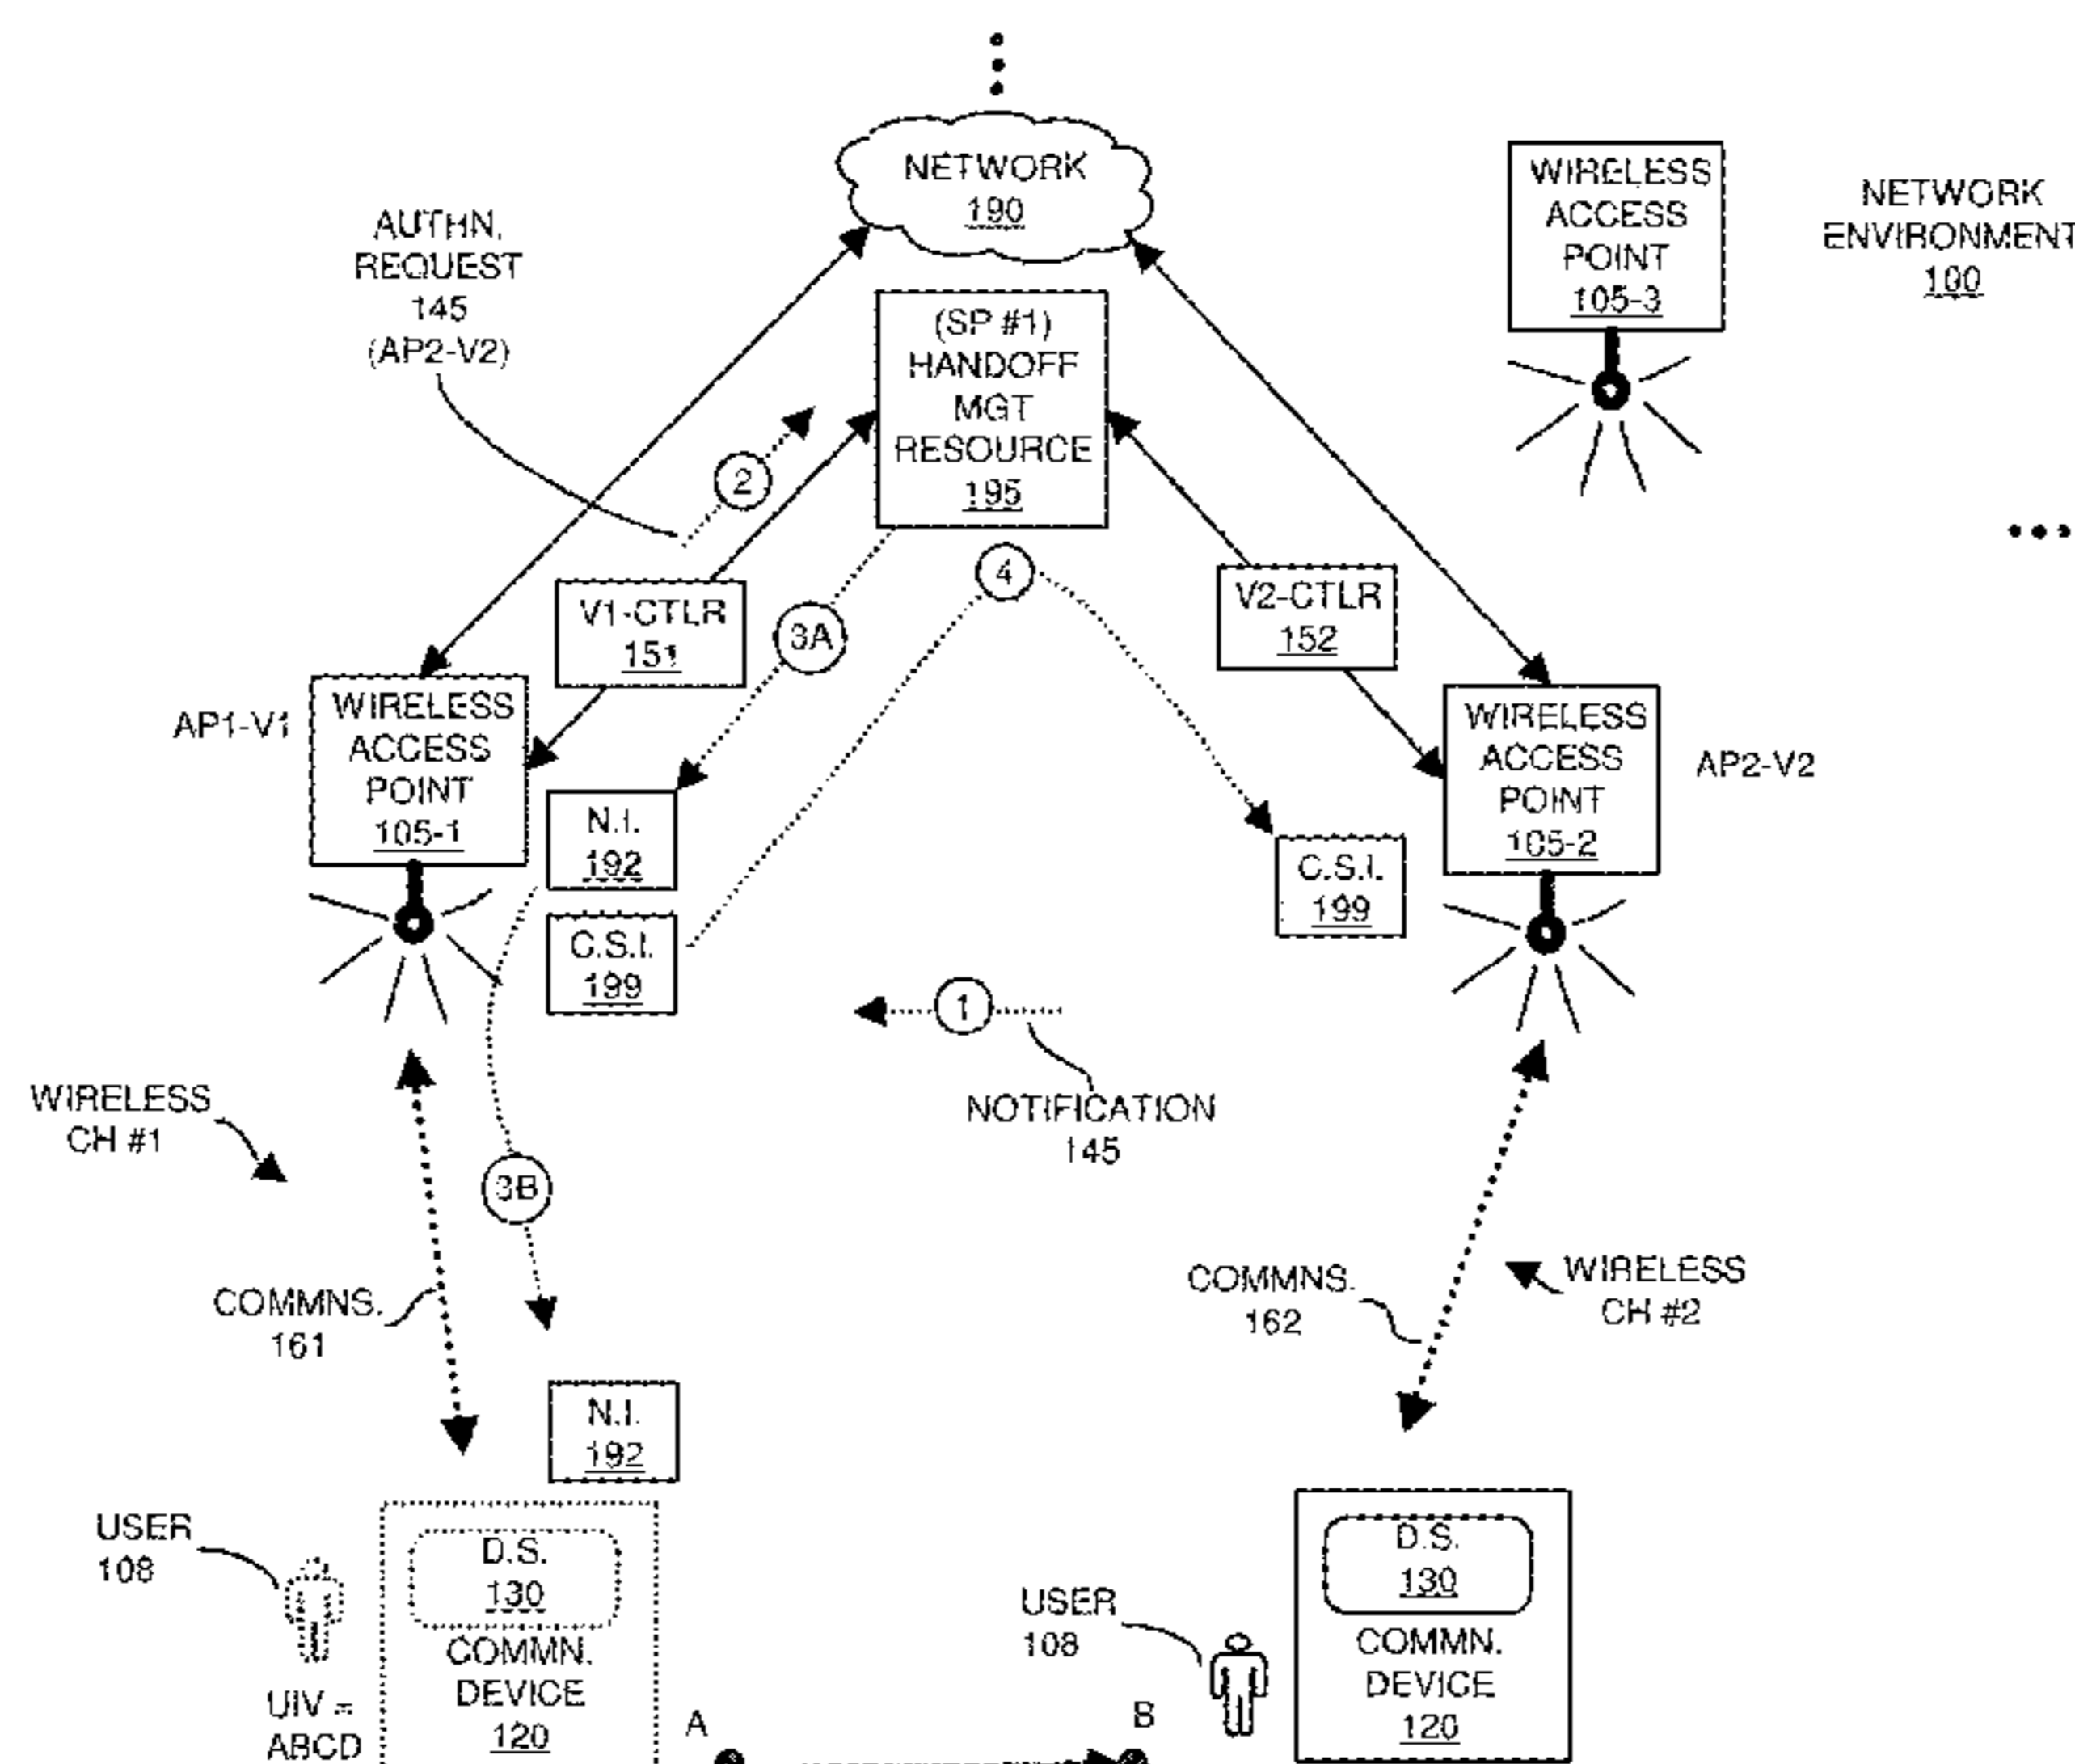 NETWORK
190
WIRELESS
ACCESS
POINT
105-3
NETWORK
ENVIRONMENT
100
AUTHN.
REQUEST
145
(AP2-V2)
(SP #1)
HANDOFF
MGT
RESOURCE
195
2
4
V1-CTLR
151
3A
V2-CTLR
152
AP1-V1
WIRELESS
ACCESS
POINT
105-1
WIRELESS
ACCESS
POINT
105-2
AP2-V2
N.I.
192
C.S.I.
199
C.S.I.
199
1
NOTIFICATION
145
WIRELESS
CH #1
3B
COMMNS.
161
COMMNS.
162
WIRELESS
CH #2
N.I.
192
USER
108
D.S.
130
COMMN.
DEVICE
120
UIV =
ABCD
A
B
USER
108
D.S.
130
COMMN.
DEVICE
120